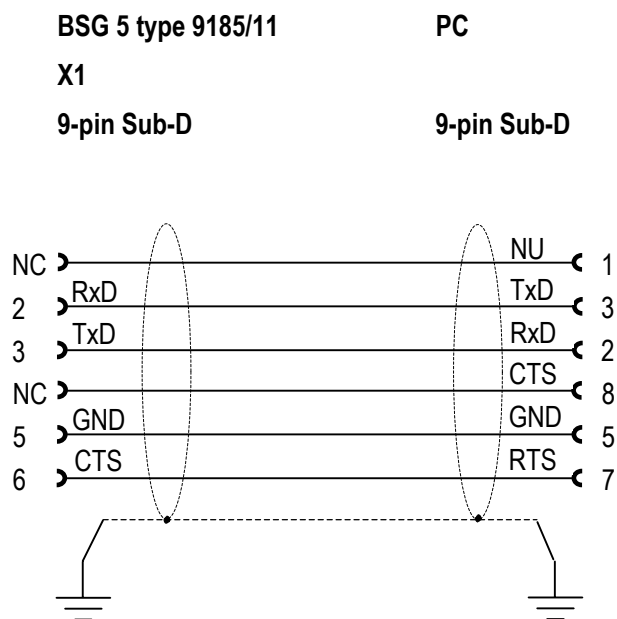 BSG 5 type 9185/11 PC
X1
9-pin Sub-D 9-pin Sub-D
NC NU 1
2 RxD TxD 3
3 TxD RxD 2
NC CTS 8
5 GND GND 5
6 CTS RTS 7